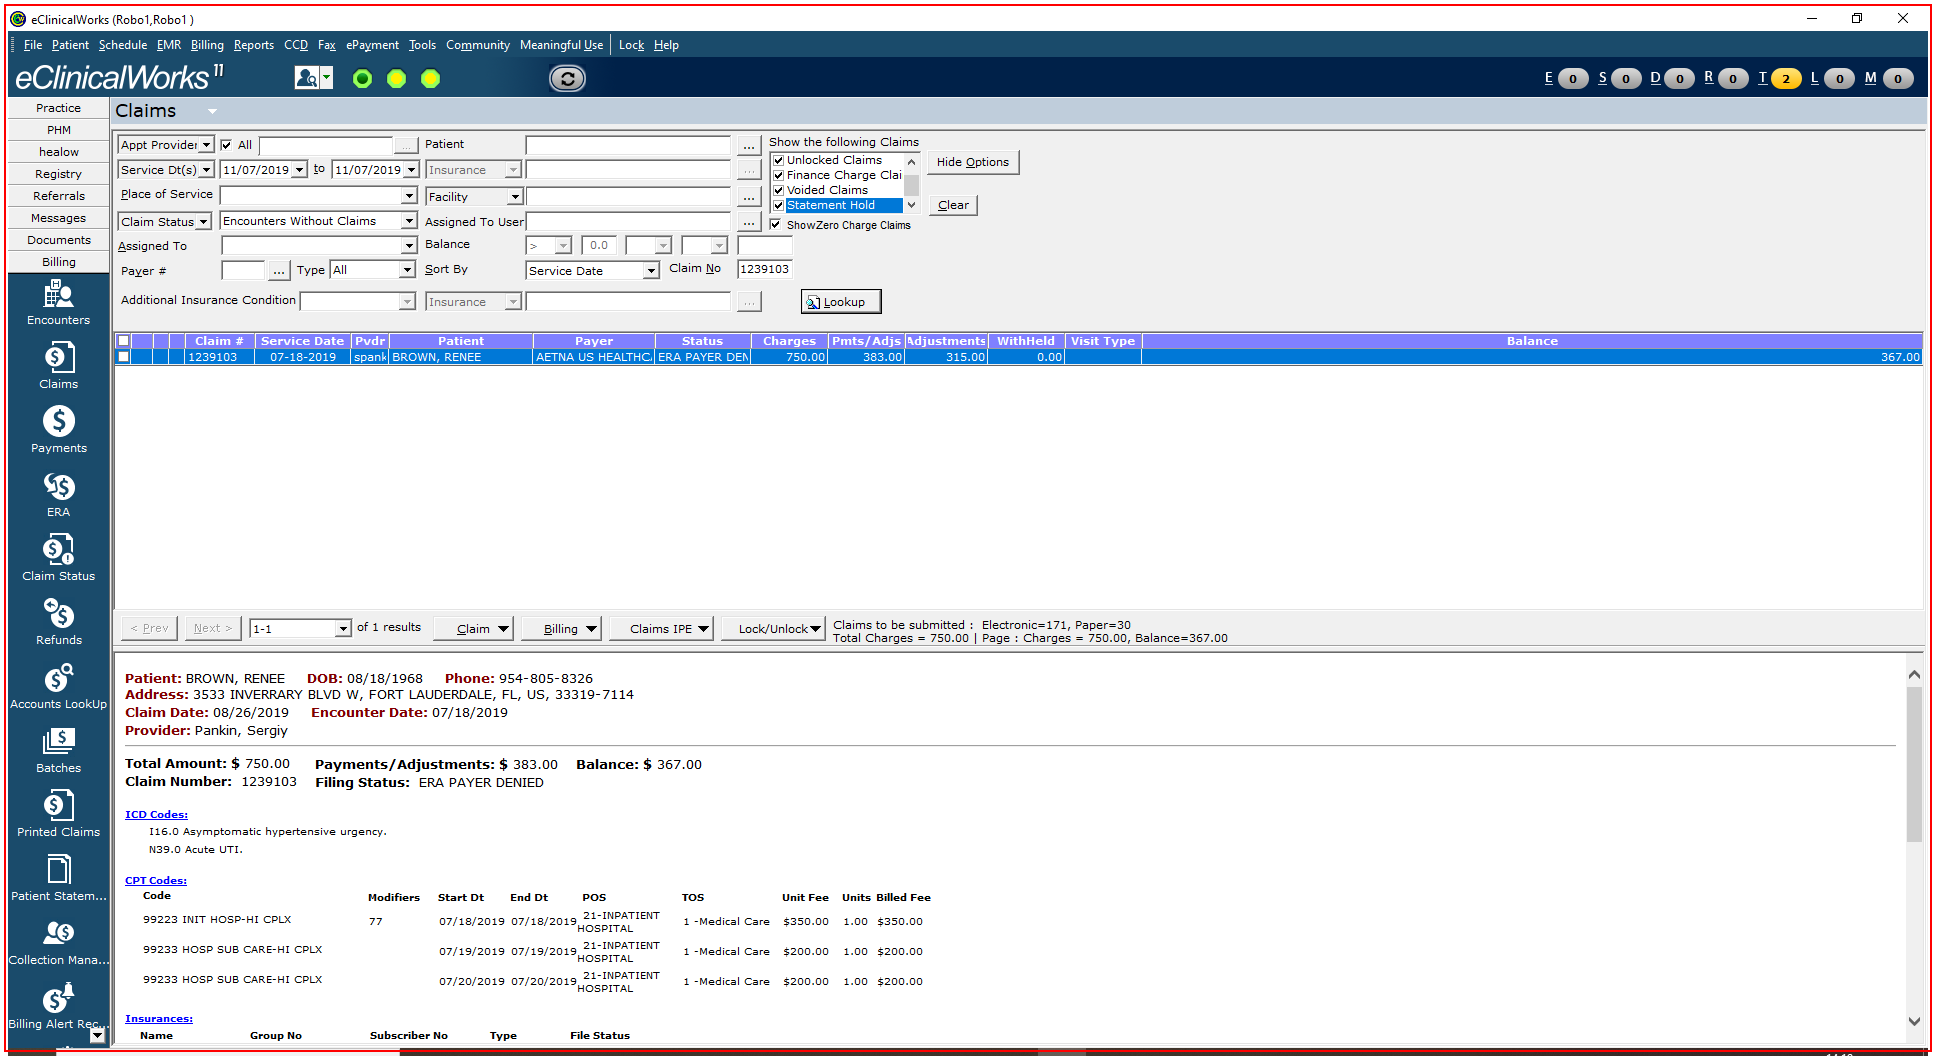 eClinicalWorks (Robo1,Robo1 )
File Patient Schedule EMR Billing Reports CCD Fax ePayment Tools Community Meaningful Use Lock Help
eClinicalWorks 11
E 0 S 0 D 0 R 0 T 2 L 0 M 0
Practice
PHM
healow
Registry
Referrals
Messages
Documents
Billing
Encounters
Claims
Payments
ERA
Claim Status
Refunds
Accounts LookUp
Batches
Printed Claims
Patient Statem...
Collection Mana...
Billing Alert Rec...
Claims
Appt Provider All ... Patient ... Show the following Claims
Service Dt(s) 11/07/2019 to 11/07/2019 Insurance ... Unlocked Claims Hide Options
Finance Charge Clai
Place of Service Facility ... Voided Claims
Statement Hold Clear
Claim Status Encounters Without Claims Assigned To User ... ShowZero Charge Claims
Assigned To Balance > 0.0
Payer # ... Type All Sort By Service Date Claim No 1239103
Additional Insurance Condition Insurance ... Lookup
Claim # Service Date Pvdr Patient Payer Status Charges Pmts/Adjs Adjustments WithHeld Visit Type Balance
1239103 07-18-2019 spank BROWN, RENEE AETNA US HEALTHC ERA PAYER DEN 750.00 383.00 315.00 0.00 367.00
< Prev Next > 1-1 of 1 results Claim Billing Claims IPE Lock/Unlock Claims to be submitted : Electronic=171, Paper=30
Total Charges = 750.00 | Page : Charges = 750.00, Balance=367.00
Patient: BROWN, RENEE DOB: 08/18/1968 Phone: 954-805-8326
Address: 3533 INVERRARY BLVD W, FORT LAUDERDALE, FL, US, 33319-7114
Claim Date: 08/26/2019 Encounter Date: 07/18/2019
Provider: Pankin, Sergiy
Total Amount: $ 750.00 Payments/Adjustments: $ 383.00 Balance: $ 367.00
Claim Number: 1239103 Filing Status: ERA PAYER DENIED
ICD Codes:
I16.0 Asymptomatic hypertensive urgency.
N39.0 Acute UTI.
CPT Codes:
Code Modifiers Start Dt End Dt POS TOS Unit Fee Units Billed Fee
99223 INIT HOSP-HI CPLX 77 07/18/2019 07/18/2019 21-INPATIENT HOSPITAL 1 -Medical Care $350.00 1.00 $350.00
99233 HOSP SUB CARE-HI CPLX 07/19/2019 07/19/2019 21-INPATIENT HOSPITAL 1 -Medical Care $200.00 1.00 $200.00
99233 HOSP SUB CARE-HI CPLX 07/20/2019 07/20/2019 21-INPATIENT HOSPITAL 1 -Medical Care $200.00 1.00 $200.00
Insurances:
Name Group No Subscriber No Type File Status